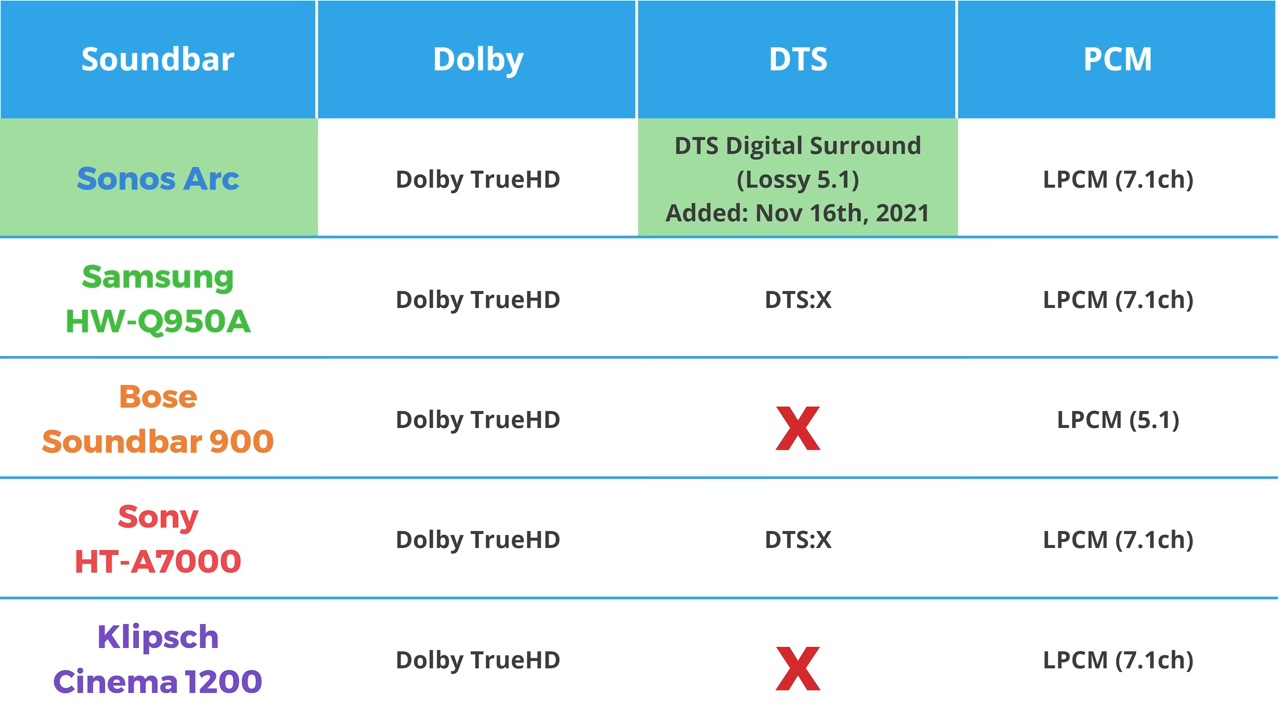 Soundbar Dolby DTS PCM
Sonos Arc
Dolby TrueHD
DTS Digital Surround
(Lossy 5.1)
Added: Nov 16th, 2021
LPCM (7.1ch)
Samsung
HW-Q950A
Dolby TrueHD
DTS:X
LPCM (7.1ch)
Bose
Soundbar 900
Dolby TrueHD
X
LPCM (5.1)
Sony
HT-A7000
Dolby TrueHD
DTS:X
LPCM (7.1ch)
Klipsch
Cinema 1200
Dolby TrueHD
X
LPCM (7.1ch)